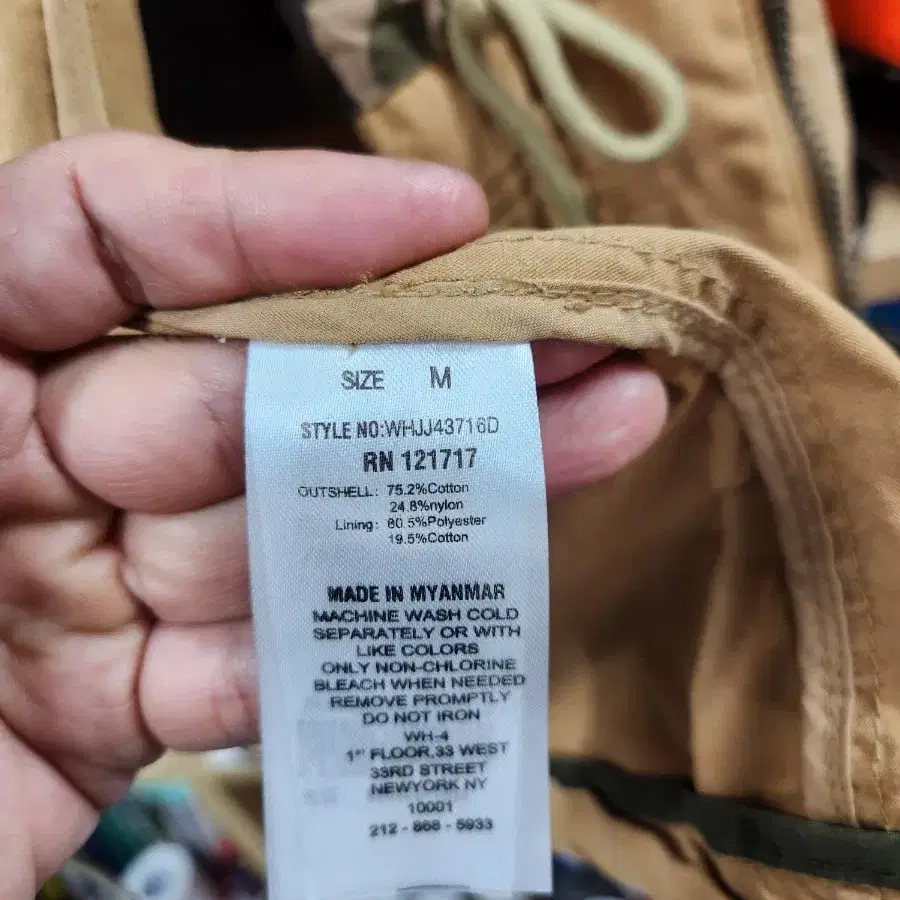 SIZE M
STYLE NO:WHJJ43716D
RN 121717
OUTSHELL: 75.2%Cotton
24.8%nylon
Lining: 80.5%Polyester
19.5%Cotton
MADE IN MYANMAR
MACHINE WASH COLD
SEPARATELY OR WITH
LIKE COLORS
ONLY NON-CHLORINE
BLEACH WHEN NEEDED
REMOVE PROMPTLY
DO NOT IRON
WH-4
1ST FLOOR,33 WEST
33RD STREET
NEWYORK NY
10001
212 - 868 - 5933